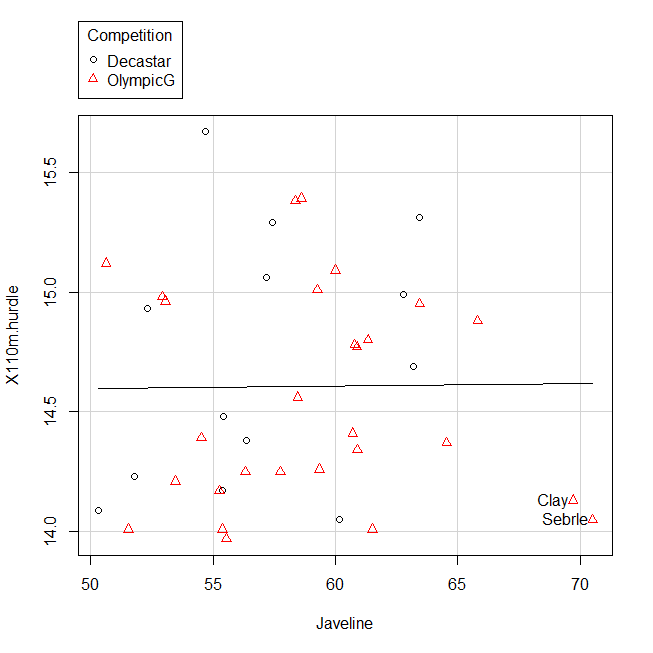 Competition
Decastar
OlympicG
15.5
15.0
14.5
14.0
X110m.hurdle
Clay
Sebrle
50 55 60 65 70
Javeline